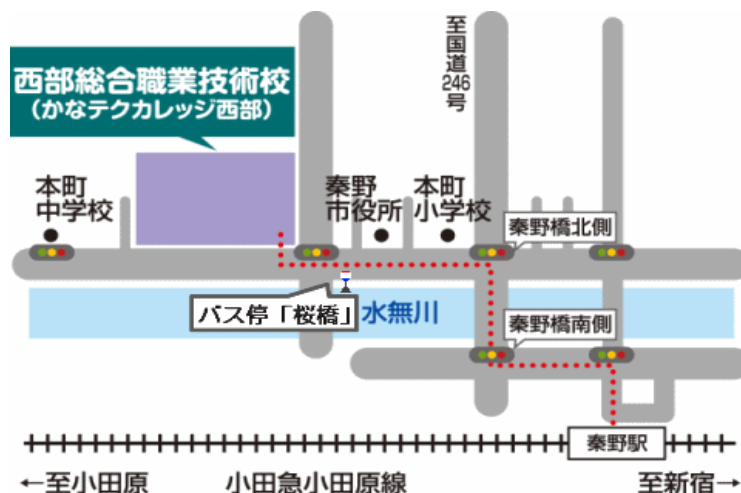 西部総合職業技術校
(かなテクカレッジ西部)
至国道246号
本町
中学校
秦野
市役所
本町
小学校
秦野橋北側
バス停「桜橋」
水無川
秦野橋南側
秦野駅
←至小田原
小田急小田原線
至新宿→